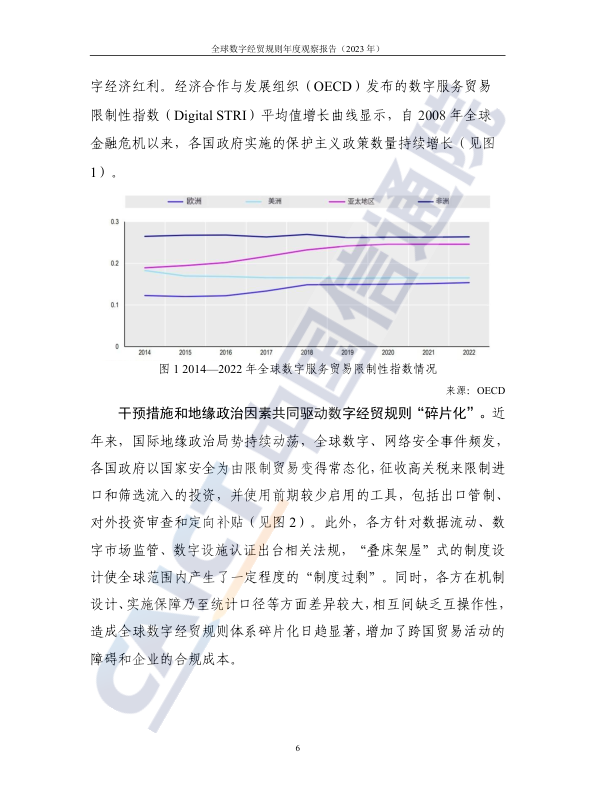 全球数字经贸规则年度观察报告（2023 年）
字经济红利。经济合作与发展组织（OECD）发布的数字服务贸易
限制性指数（Digital STRI）平均值增长曲线显示，自 2008 年全球
金融危机以来，各国政府实施的保护主义政策数量持续增长（见图
1）。
欧洲 美洲 亚太地区 非洲
0.3
0.2
0.1
0
2014 2015 2016 2017 2018 2019 2020 2021 2022
图 1 2014—2022 年全球数字服务贸易限制性指数情况
来源：OECD
干预措施和地缘政治因素共同驱动数字经贸规则“碎片化”。近
年来，国际地缘政治局势持续动荡，全球数字、网络安全事件频发，
各国政府以国家安全为由限制贸易变得常态化，征收高关税来限制进
口和筛选流入的投资，并使用前期较少启用的工具，包括出口管制、
对外投资审查和定向补贴（见图 2）。此外，各方针对数据流动、数
字市场监管、数字设施认证出台相关法规，“叠床架屋”式的制度设
计使全球范围内产生了一定程度的“制度过剩”。同时，各方在机制
设计、实施保障乃至统计口径等方面差异较大，相互间缺乏互操作性，
造成全球数字经贸规则体系碎片化日趋显著，增加了跨国贸易活动的
障碍和企业的合规成本。
6
CAICT 中国信通院